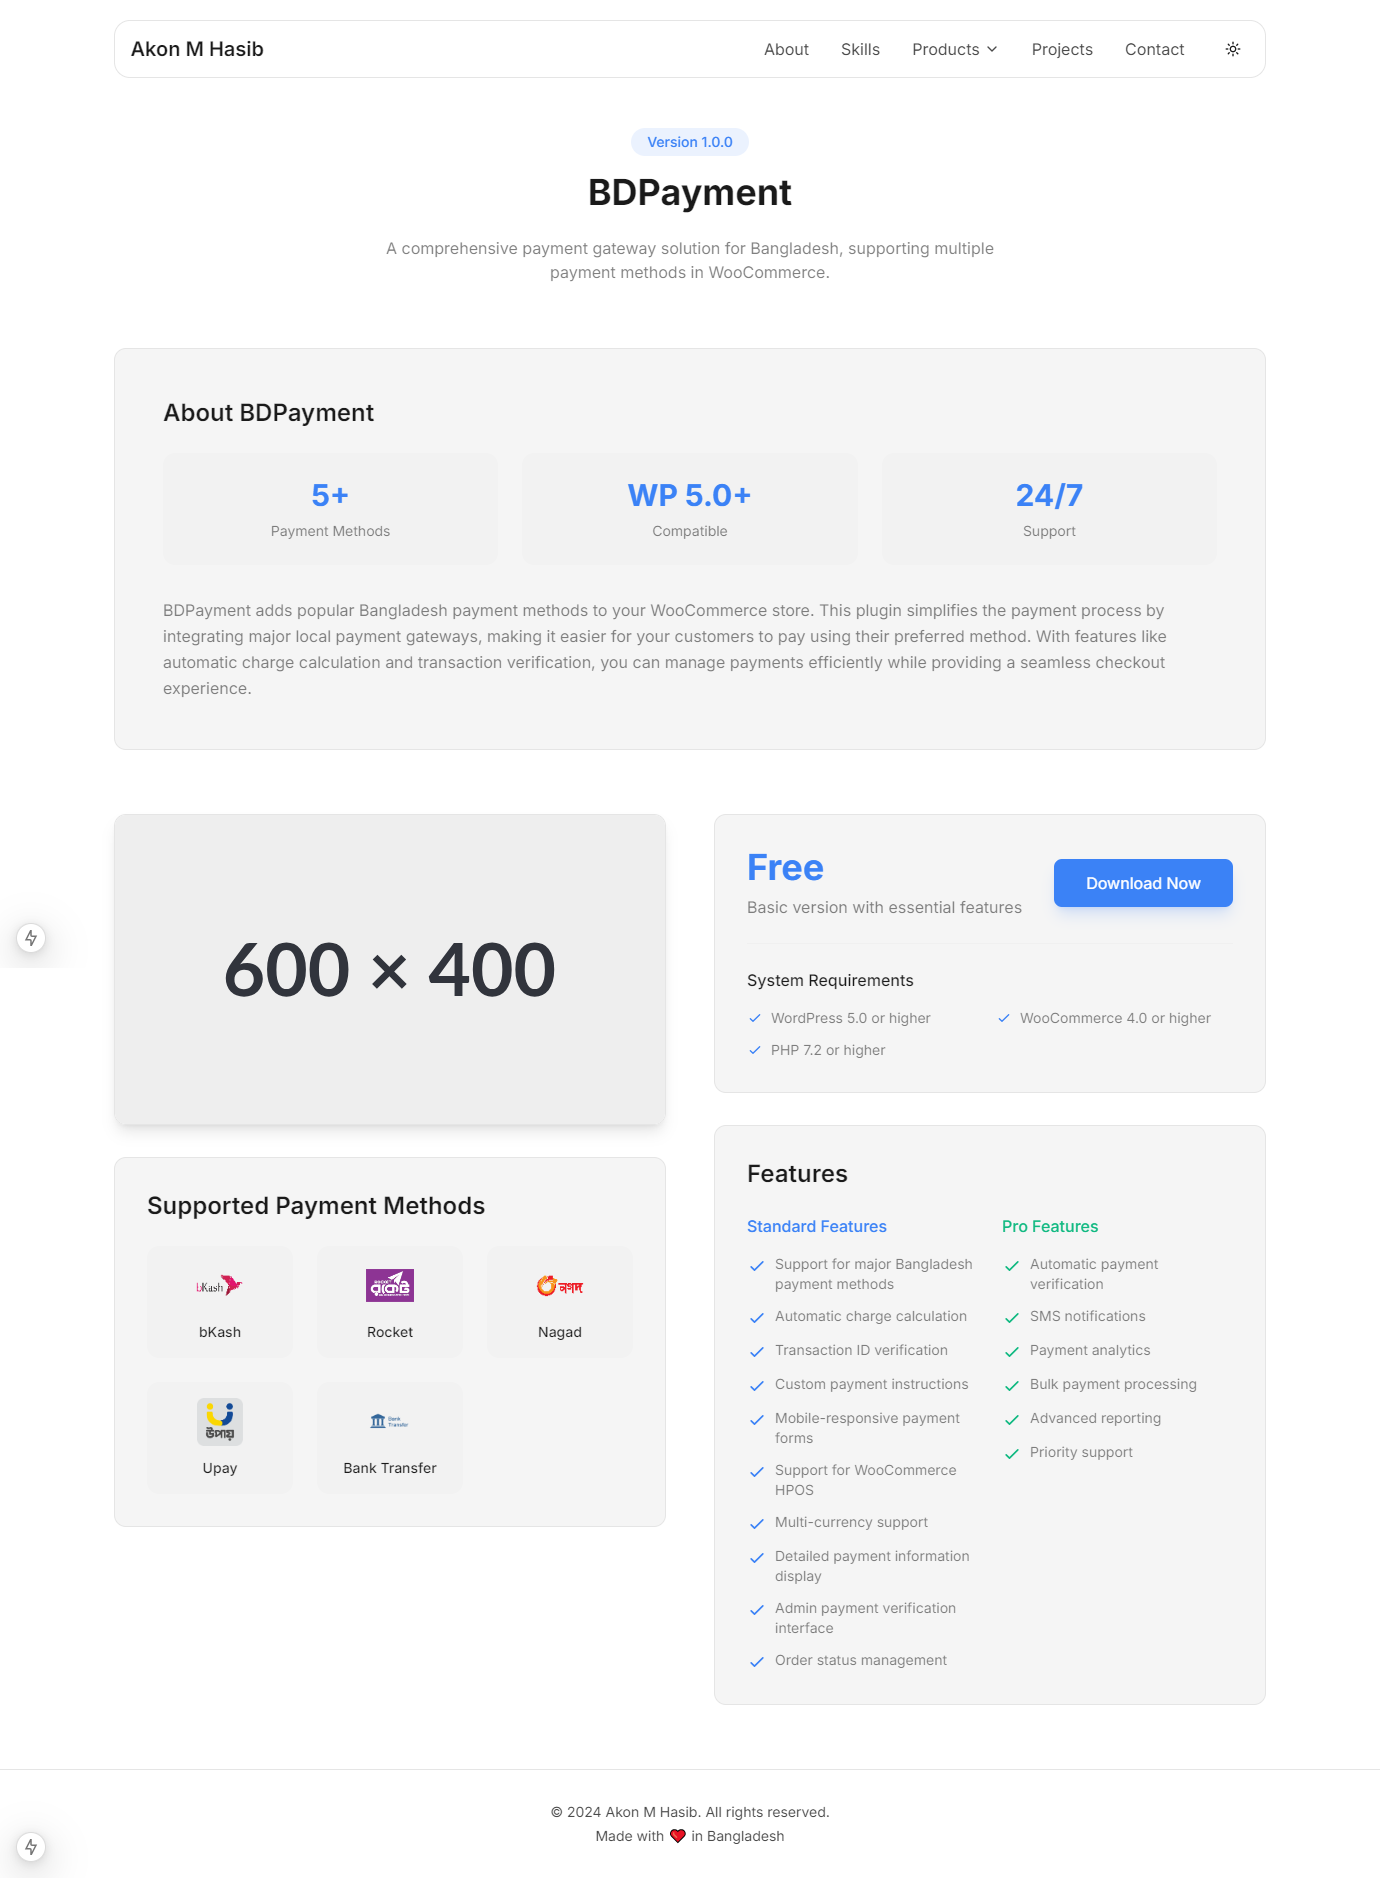 Akon M Hasib
About
Skills
Products
Projects
Contact
Version 1.0.0
BDPayment
A comprehensive payment gateway solution for Bangladesh, supporting multiple
payment methods in WooCommerce.
About BDPayment
5+
Payment Methods
WP 5.0+
Compatible
24/7
Support
BDPayment adds popular Bangladesh payment methods to your WooCommerce store. This plugin simplifies the payment process by
integrating major local payment gateways, making it easier for your customers to pay using their preferred method. With features like
automatic charge calculation and transaction verification, you can manage payments efficiently while providing a seamless checkout
experience.
600 × 400
Supported Payment Methods
bKash
bKash
রকেট
Rocket
নগদ
Nagad
উপায়
Upay
Bank
Transfer
Bank Transfer
Free
Basic version with essential features
Download Now
System Requirements
WordPress 5.0 or higher
WooCommerce 4.0 or higher
PHP 7.2 or higher
Features
Standard Features
Support for major Bangladesh
payment methods
Automatic charge calculation
Transaction ID verification
Custom payment instructions
Mobile-responsive payment
forms
Support for WooCommerce
HPOS
Multi-currency support
Detailed payment information
display
Admin payment verification
interface
Order status management
Pro Features
Automatic payment
verification
SMS notifications
Payment analytics
Bulk payment processing
Advanced reporting
Priority support
© 2024 Akon M Hasib. All rights reserved.
Made with ❤️ in Bangladesh